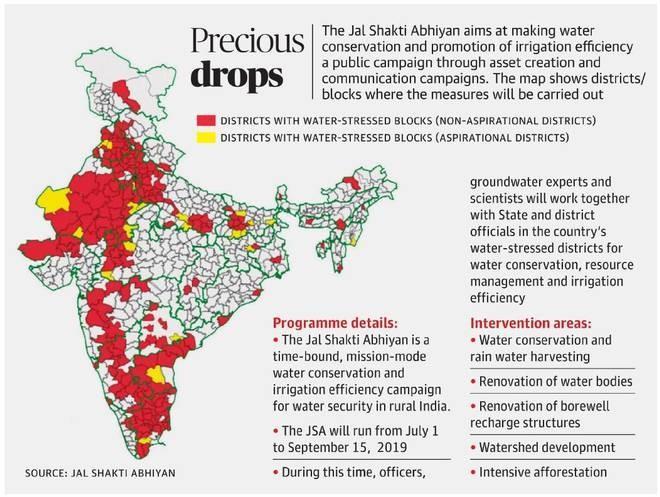 Precious
drops
The Jal Shakti Abhiyan aims at making water
conservation and promotion of irrigation efficiency
a public campaign through asset creation and
communication campaigns. The map shows districts/
blocks where the measures will be carried out
DISTRICTS WITH WATER-STRESSED BLOCKS (NON-ASPIRATIONAL DISTRICTS)
DISTRICTS WITH WATER-STRESSED BLOCKS (ASPIRATIONAL DISTRICTS)
Programme details:
• The Jal Shakti Abhiyan is a
time-bound, mission-mode
water conservation and
irrigation efficiency campaign
for water security in rural India.
• The JSA will run from July 1
to September 15, 2019
• During this time, officers,
groundwater experts and
scientists will work together
with State and district
officials in the country's
water-stressed districts for
water conservation, resource
management and irrigation
efficiency
Intervention areas:
• Water conservation and
rain water harvesting
• Renovation of water bodies
• Renovation of borewell
recharge structures
• Watershed development
• Intensive afforestation
SOURCE: JAL SHAKTI ABHIYAN